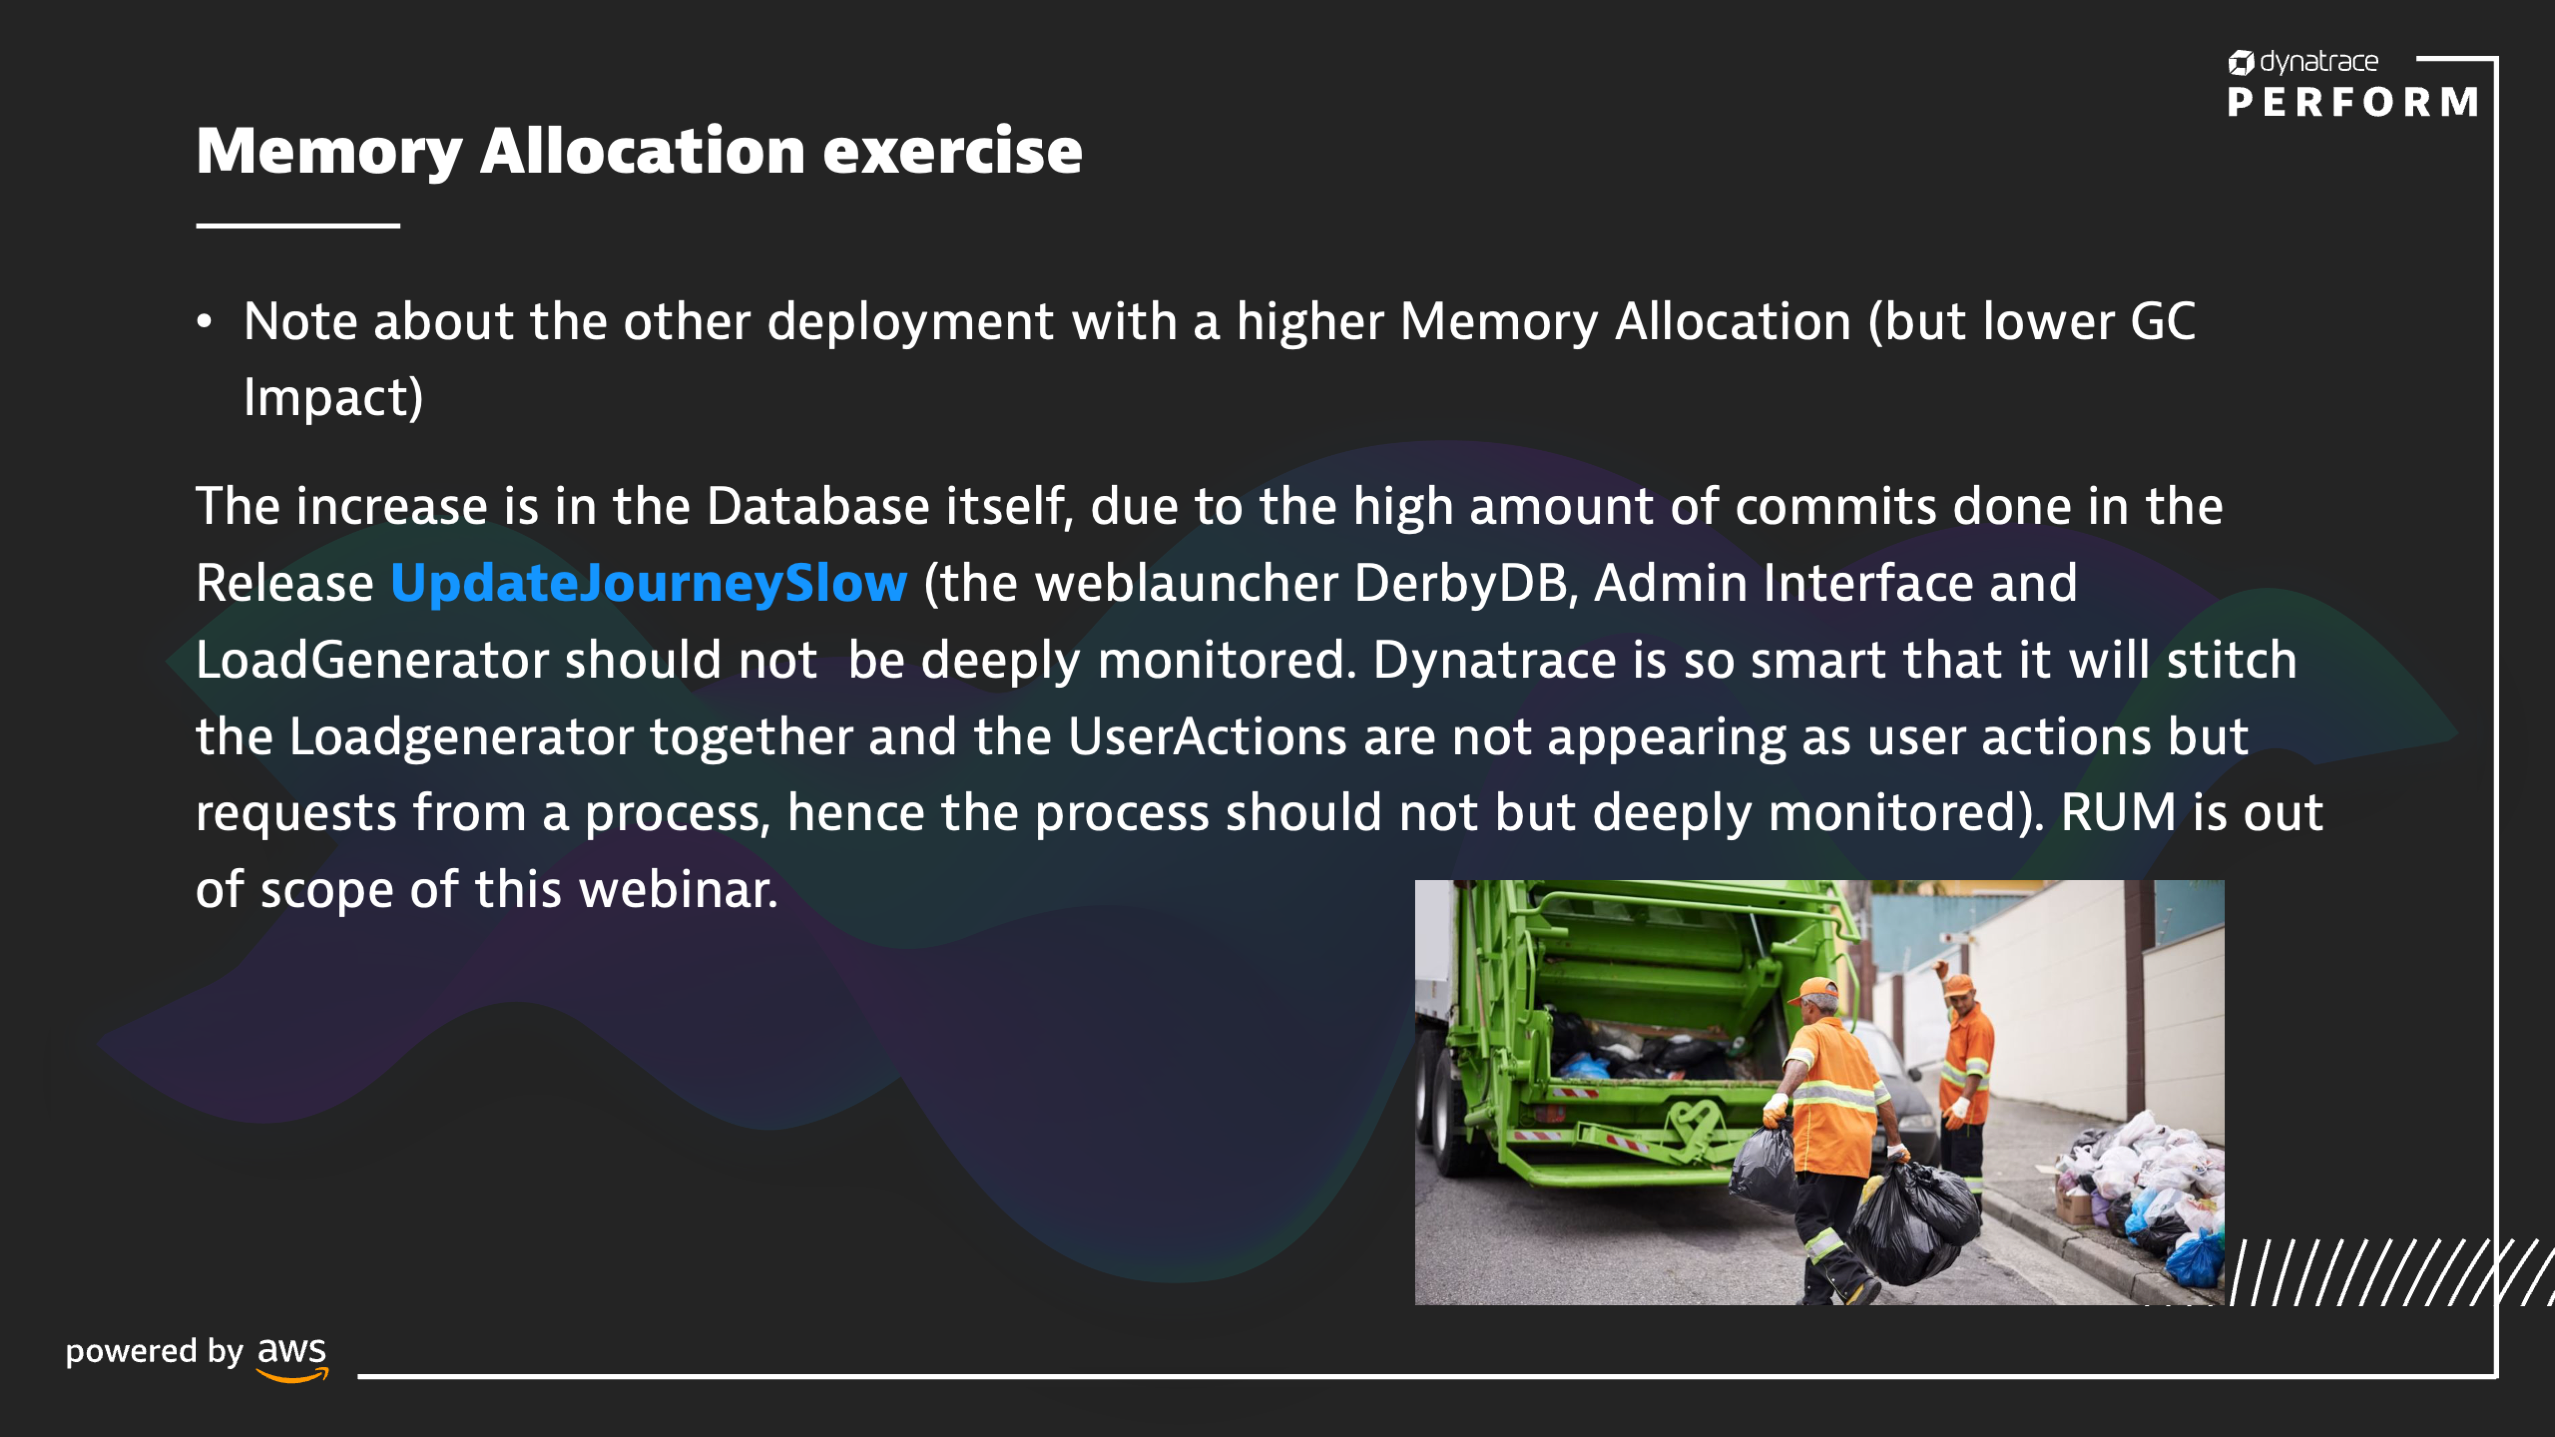 dynatrace
PERFORM
Memory Allocation exercise
• Note about the other deployment with a higher Memory Allocation (but lower GC
Impact)
The increase is in the Database itself, due to the high amount of commits done in the
Release UpdateJourneySlow (the weblauncher DerbyDB, Admin Interface and
LoadGenerator should not  be deeply monitored. Dynatrace is so smart that it will stitch
the Loadgenerator together and the UserActions are not appearing as user actions but
requests from a process, hence the process should not but deeply monitored). RUM is out
of scope of this webinar.
powered by aws